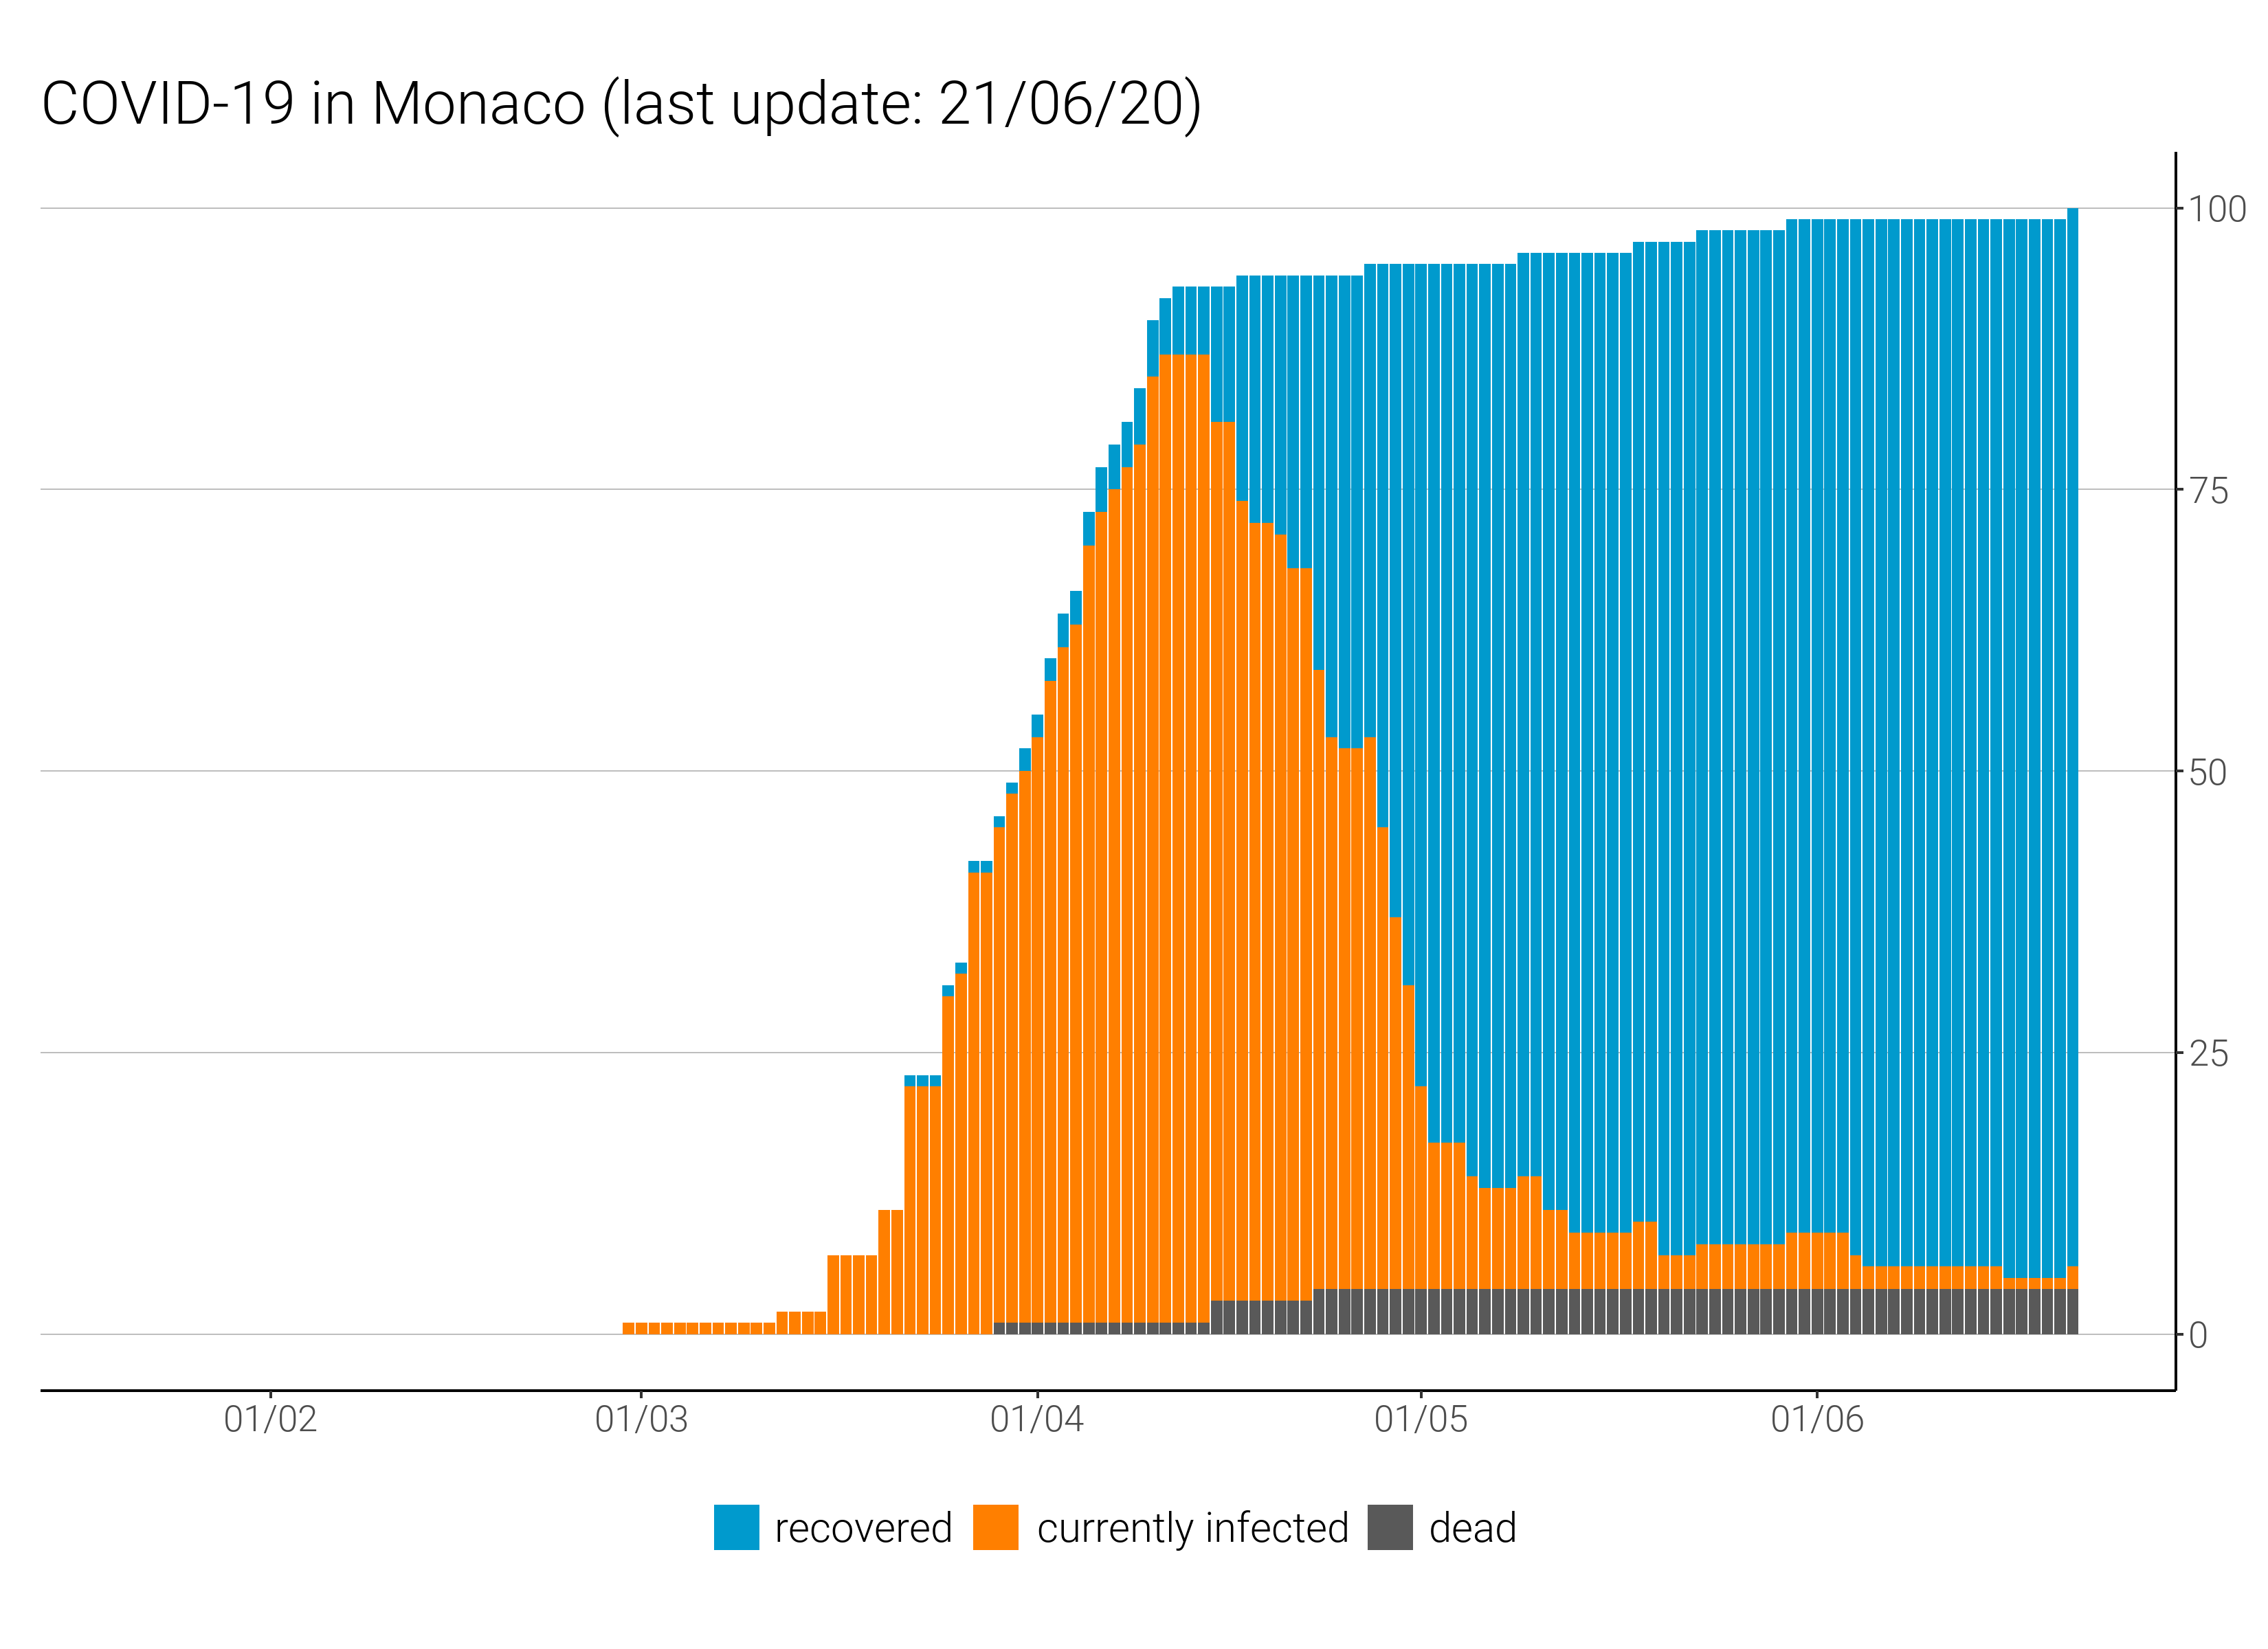 COVID-19 in Monaco (last update: 21/06/20)
100
75
50
25
0
01/02 01/03 01/04 01/05 01/06
recovered currently infected dead